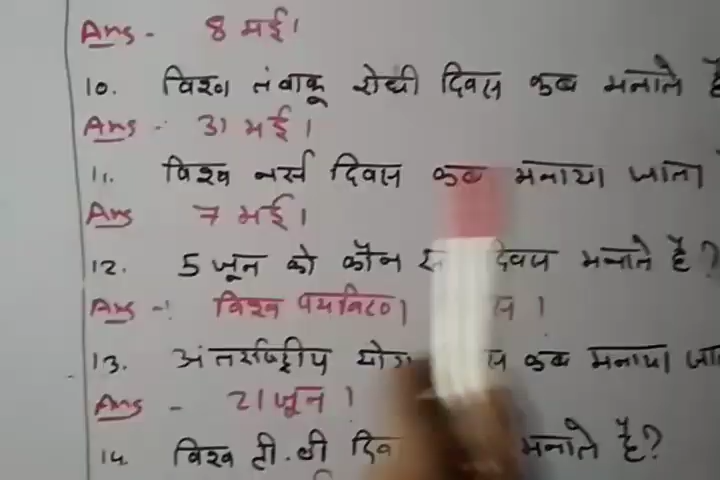 Ans - 8 मई।
10. विश्व तंबाकू रोधी दिवस कब मनाते है
Ans - 31 मई।
11. विश्व नर्स दिवस कब मनाया जाता
Ans 7 मई।
12. 5 जून को कौन सा दिवस मनाते है?
Ans - विश्व पर्यावरण स।
13. अंतर्राष्ट्रीय योग स कब मनाया जा
Ans - 21 जून।
14. विश्व टी.वी दिव मनाते है?